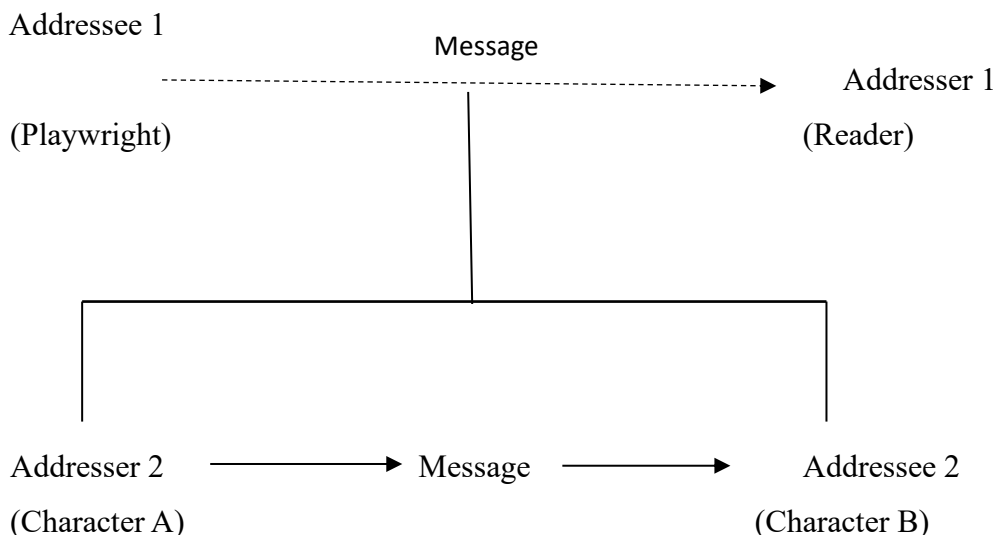 Addressee 1
Message
Addresser 1
(Playwright)
(Reader)
Addresser 2
Message
Addressee 2
(Character A)
(Character B)